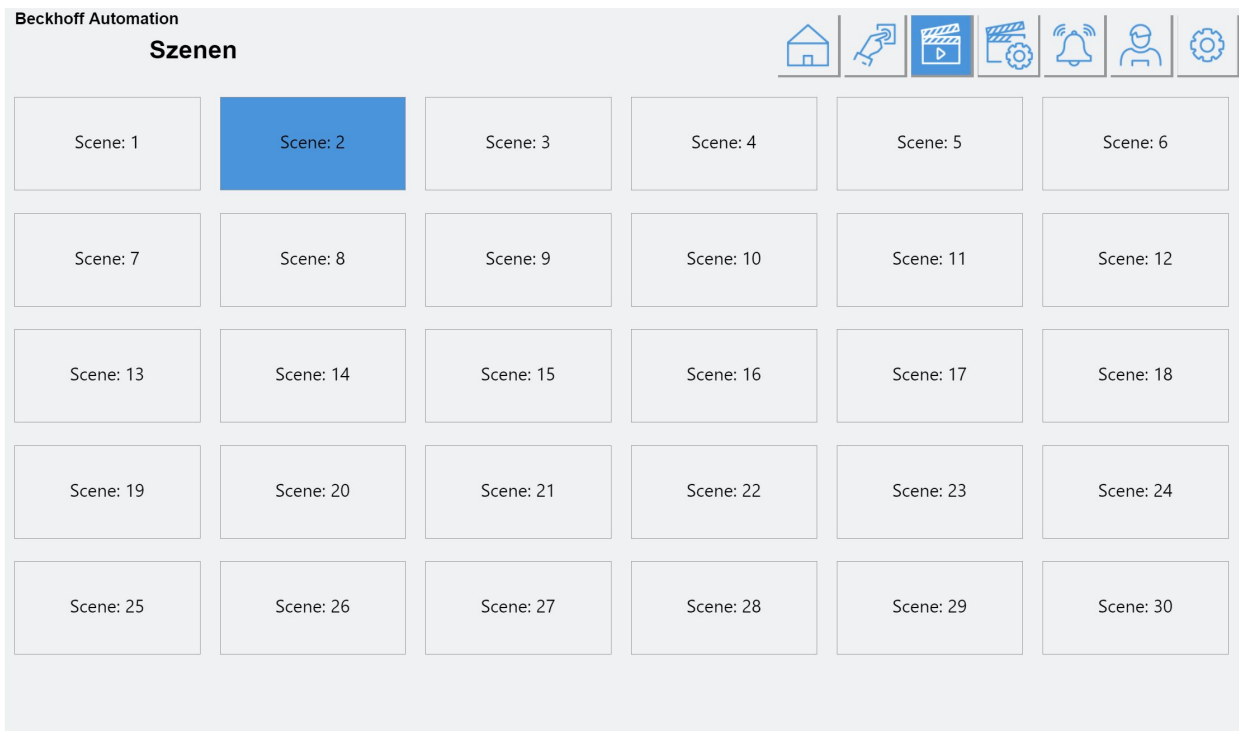 Beckhoff Automation
Szenen
Scene: 1
Scene: 2
Scene: 3
Scene: 4
Scene: 5
Scene: 6
Scene: 7
Scene: 8
Scene: 9
Scene: 10
Scene: 11
Scene: 12
Scene: 13
Scene: 14
Scene: 15
Scene: 16
Scene: 17
Scene: 18
Scene: 19
Scene: 20
Scene: 21
Scene: 22
Scene: 23
Scene: 24
Scene: 25
Scene: 26
Scene: 27
Scene: 28
Scene: 29
Scene: 30